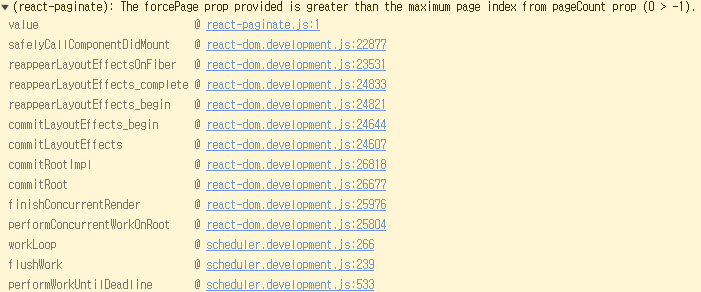 (react-paginate): The forcePage prop provided is greater than the maximum page index from pageCount prop (0 > -1).
value @ react-paginate.js:1
safelyCallComponentDidMount @ react-dom.development.js:22877
reappearLayoutEffectsOnFiber @ react-dom.development.js:23531
reappearLayoutEffects_complete @ react-dom.development.js:24833
reappearLayoutEffects_begin @ react-dom.development.js:24821
commitLayoutEffects_begin @ react-dom.development.js:24644
commitLayoutEffects @ react-dom.development.js:24607
commitRootImpl @ react-dom.development.js:26818
commitRoot @ react-dom.development.js:26677
finishConcurrentRender @ react-dom.development.js:25976
performConcurrentWorkOnRoot @ react-dom.development.js:25804
workLoop @ scheduler.development.js:266
flushWork @ scheduler.development.js:239
performWorkUntilDeadline @ scheduler.development.js:533